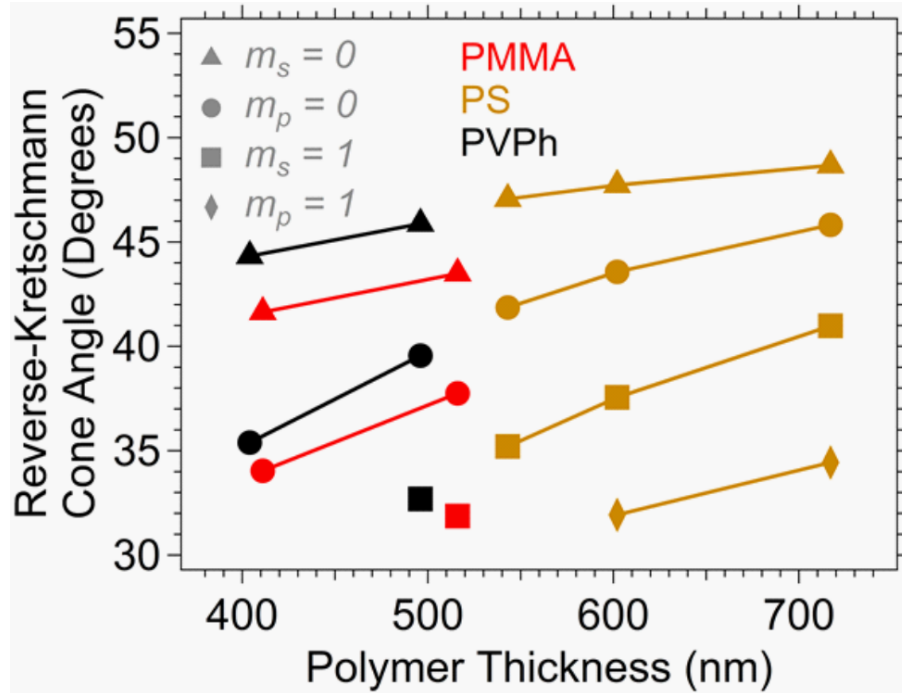 Reverse-Kretschmann
Cone Angle (Degrees)
55
50
45
40
35
30
m_s = 0
m_p = 0
m_s = 1
m_p = 1
PMMA
PS
PVPh
400
500
600
700
Polymer Thickness (nm)